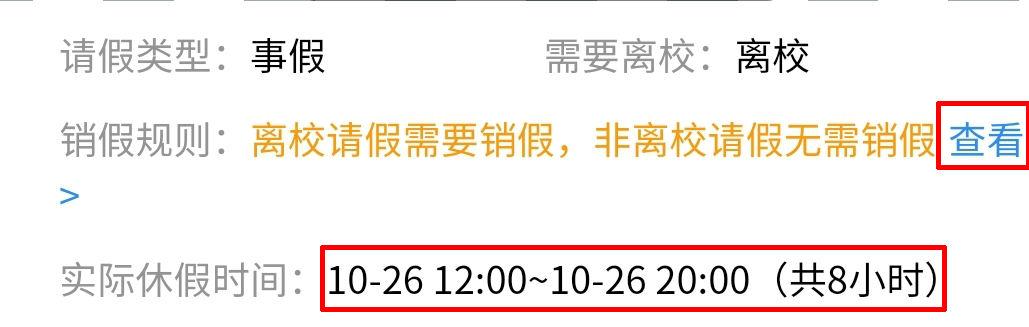 请假类型：事假 需要离校：离校
销假规则：离校请假需要销假，非离校请假无需销假 查看
>
实际休假时间：10-26 12:00~10-26 20:00（共8小时）